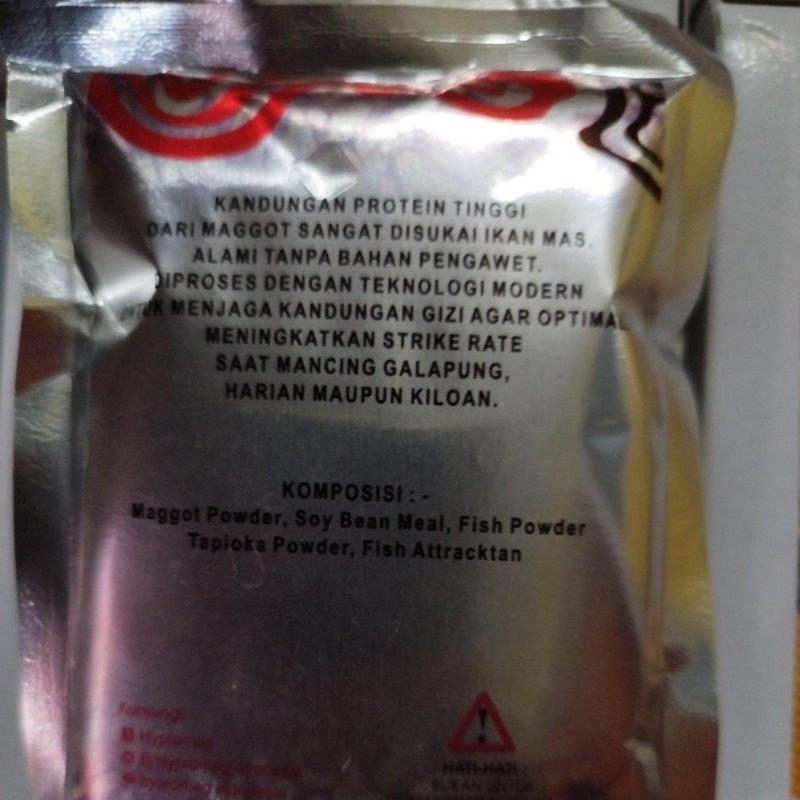 KANDUNGAN PROTEIN TINGGI
DARI MAGGOT SANGAT DISUKAI IKAN MAS.
ALAMI TANPA BAHAN PENGAWET.
DIPROSES DENGAN TEKNOLOGI MODERN
UNTUK MENJAGA KANDUNGAN GIZI AGAR OPTIMAL
MENINGKATKAN STRIKE RATE
SAAT MANCING GALAPUNG,
HARIAN MAUPUN KILOAN.
KOMPOSISI : -
Maggot Powder, Soy Bean Meal, Fish Powder
Tapioka Powder, Fish Attracktan
Kunjungi
Hypromag
HATI-HATI :
BUKAN UNTUK